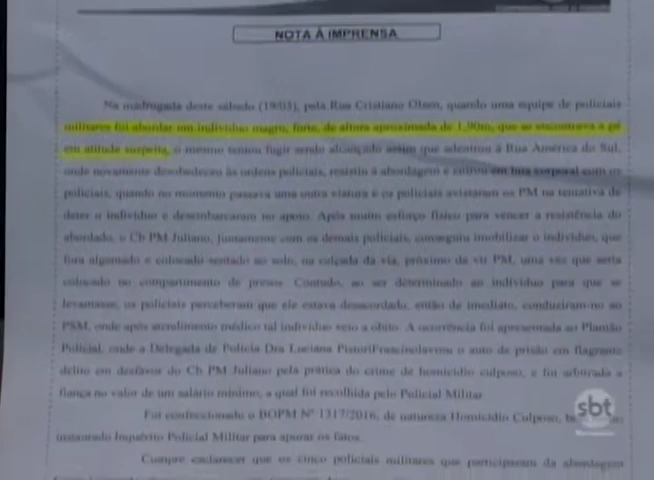 NOTA À IMPRENSA
Na madrugada deste sábado (19/03), pela Rua Cristiano Olsen, quando uma equipe de policiais
militares foi abordar um indivíduo magro, forte, de altura aproximada de 1,90m, que se encontrava a pé
em atitude suspeita, o mesmo tentou fugir sendo alcançado assim que adentrou à Rua América do Sul,
onde novamente desobedeceu às ordens policiais, resistiu à abordagem e entrou em luta corporal com os
policiais, quando no momento passava uma outra viatura e os policiais avistaram os PM na tentativa de
deter o indivíduo e desembarcaram no apoio. Após muito esforço físico para vencer a resistência do
abordado, o Cb PM Juliano, juntamente com os demais policiais, conseguiu imobilizar o indivíduo, que
fora algemado e colocado sentado ao solo, na calçada da via, próximo da vtr PM, uma vez que seria
colocado no compartimento de presos. Contudo, ao ser determinado ao indivíduo para que se
levantasse, os policiais perceberam que ele estava desacordado, então de imediato, conduziram-no ao
PSM, onde após atendimento médico tal indivíduo veio a óbito. A ocorrência foi apresentada ao Plantão
Policial, onde a Delegada de Polícia Dra Luciana PistoriFrascinolavrou o auto de prisão em flagrante
delito em desfavor do Cb PM Juliano pela prática do crime de homicídio culposo, e foi arbitrada a
fiança no valor de um salário mínimo, a qual foi recolhida pelo Policial Militar
Foi confeccionado o BOPM Nº 1317/2016, de natureza Homicídio Culposo,
instaurado Inquérito Policial Militar para apurar os fatos.
Cumpre esclarecer que os cinco policiais militares que participaram da abordagem
sbt